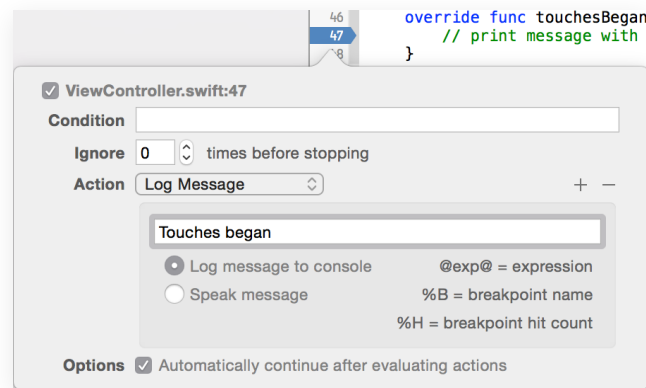 46 override func touchesBegan
47 // print message with
48 }
ViewController.swift:47
Condition
Ignore 0 times before stopping
Action Log Message + −
Touches began
Log message to console @exp@ = expression
Speak message %B = breakpoint name
%H = breakpoint hit count
Options Automatically continue after evaluating actions